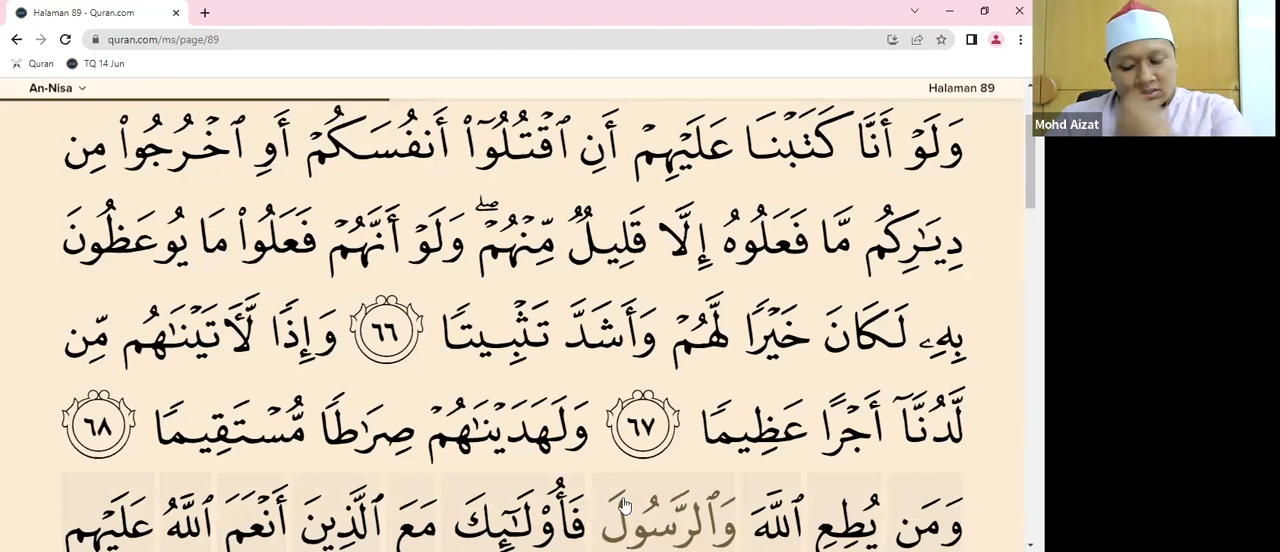 Halaman 89 - Quran.com
quran.com/ms/page/89
Quran
TQ 14 Jun
An-Nisa
Halaman 89
Mohd Aizat
وَلَوْ أَنَّا كَتَبْنَا عَلَيْهِمْ أَنِ ٱقْتُلُوٓا۟ أَنفُسَكُمْ أَوِ ٱخْرُجُوا۟ مِن
دِيَـٰرِكُم مَّا فَعَلُوهُ إِلَّا قَلِيلٌ مِّنْهُمْ ۖ وَلَوْ أَنَّهُمْ فَعَلُوا۟ مَا يُوعَظُونَ
بِهِۦ لَكَانَ خَيْرًا لَّهُمْ وَأَشَدَّ تَثْبِيتًا ٦٦ وَإِذًا لَّـَٔاتَيْنَـٰهُم مِّن
لَّدُنَّآ أَجْرًا عَظِيمًا ٦٧ وَلَهَدَيْنَـٰهُمْ صِرَٰطًا مُّسْتَقِيمًا ٦٨
وَمَن يُطِعِ ٱللَّهَ وَٱلرَّسُولَ فَأُو۟لَـٰٓئِكَ مَعَ ٱلَّذِينَ أَنْعَمَ ٱللَّهُ عَلَيْهِم